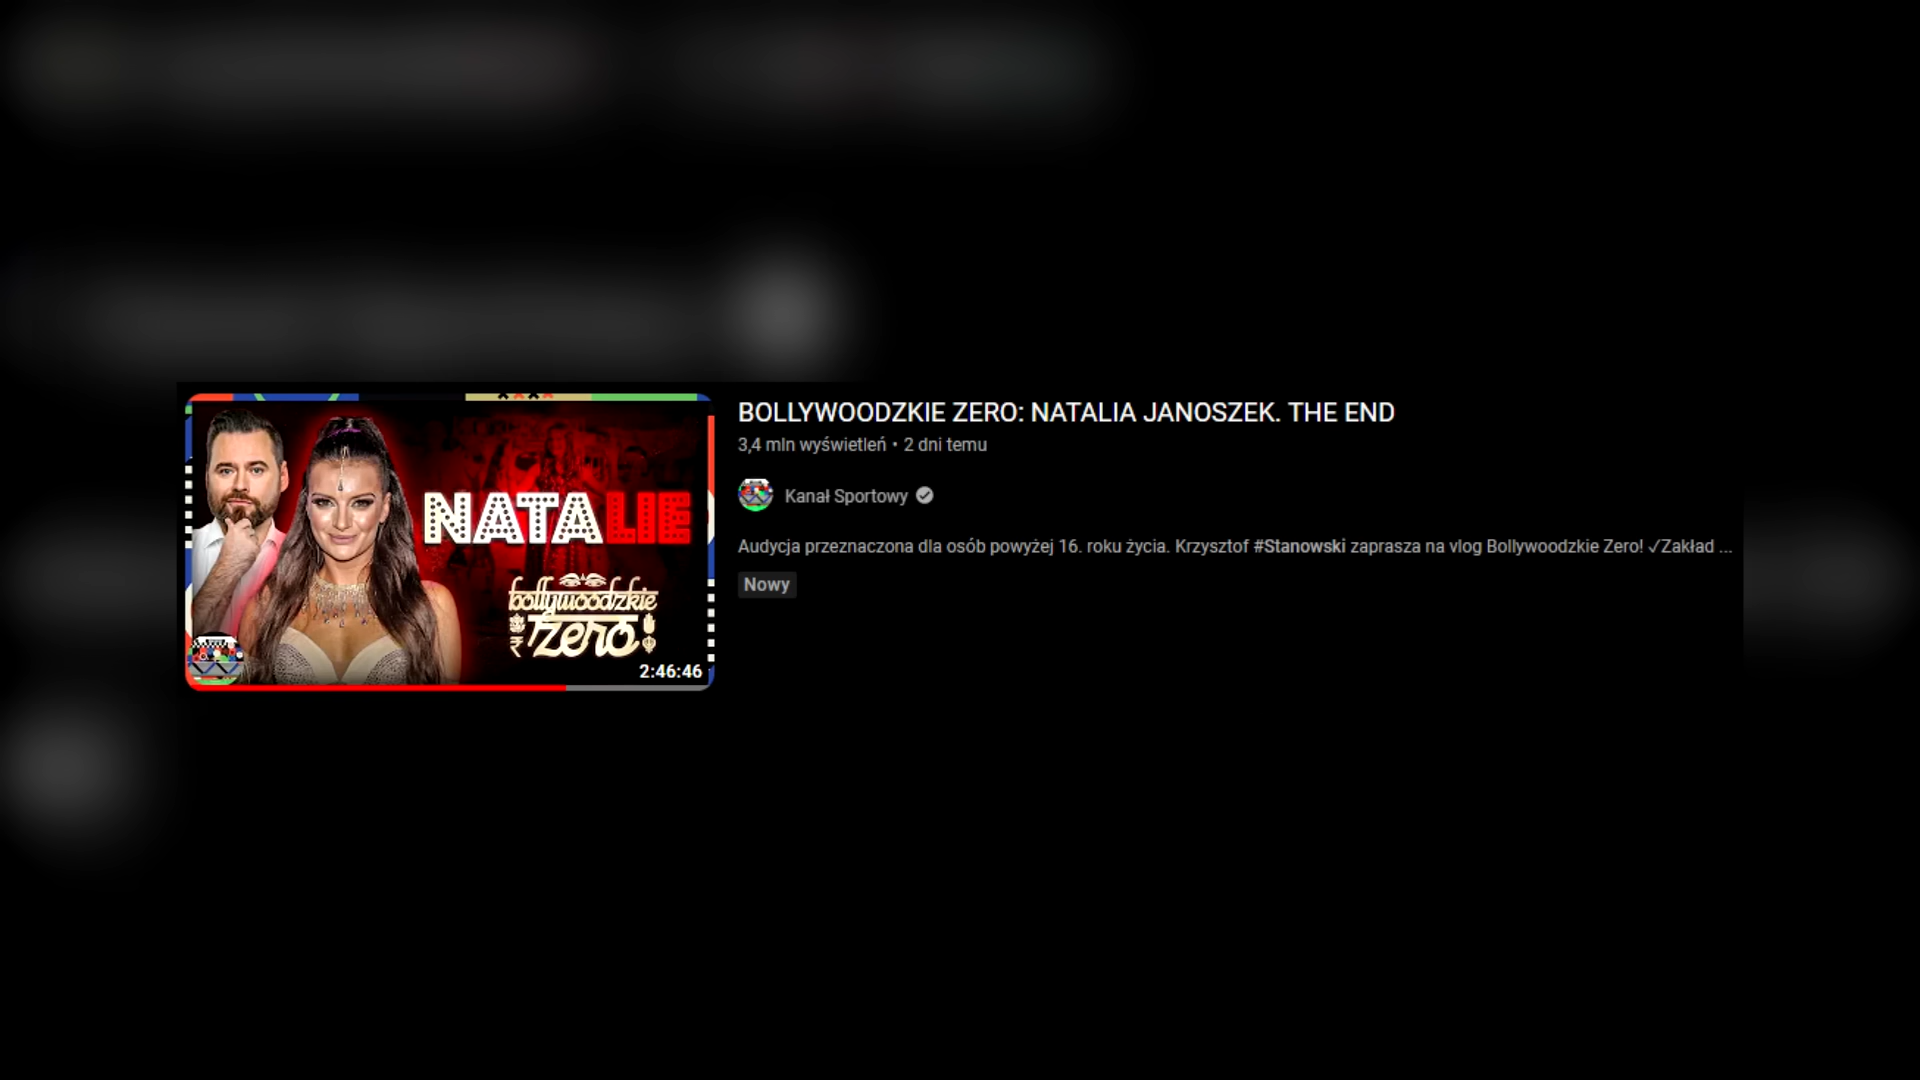 NATALIE
bollywoodzkie
zero
2:46:46
BOLLYWOODZKIE ZERO: NATALIA JANOSZEK. THE END
3,4 mln wyświetleń • 2 dni temu
Kanał Sportowy
Audycja przeznaczona dla osób powyżej 16. roku życia. Krzysztof #Stanowski zaprasza na vlog Bollywoodzkie Zero! ✓Zakład ...
Nowy